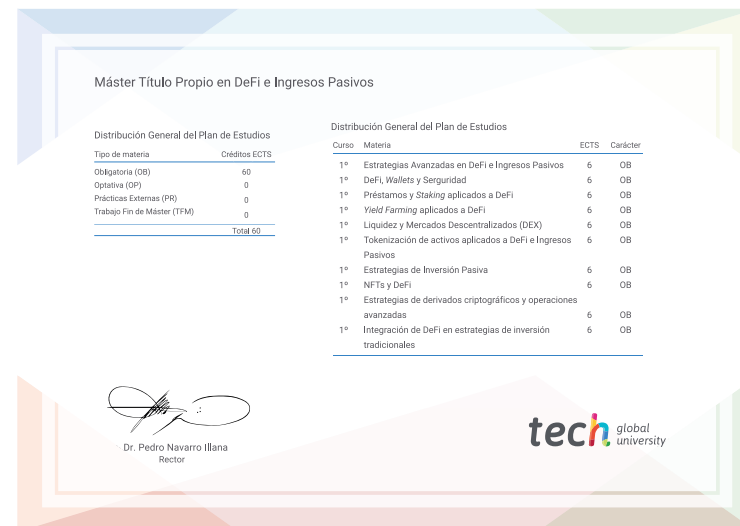 Máster Título Propio en DeFi e Ingresos Pasivos
Distribución General del Plan de Estudios
Tipo de materia Créditos ECTS
Obligatoria (OB) 60
Optativa (OP) 0
Prácticas Externas (PR) 0
Trabajo Fin de Máster (TFM) 0
Total 60
Distribución General del Plan de Estudios
Curso Materia ECTS Carácter
1º Estrategias Avanzadas en DeFi e Ingresos Pasivos 6 OB
1º DeFi, Wallets y Serguridad 6 OB
1º Préstamos y Staking aplicados a DeFi 6 OB
1º Yield Farming aplicados a DeFi 6 OB
1º Liquidez y Mercados Descentralizados (DEX) 6 OB
1º Tokenización de activos aplicados a DeFi e Ingresos 6 OB
Pasivos
1º Estrategias de Inversión Pasiva 6 OB
1º NFTs y DeFi 6 OB
1º Estrategias de derivados criptográficos y operaciones
avanzadas 6 OB
1º Integración de DeFi en estrategias de inversión 6 OB
tradicionales
Dr. Pedro Navarro Illana
Rector
tech global
university